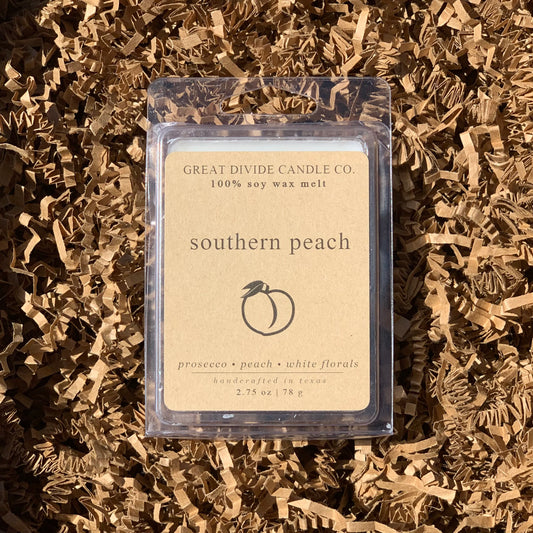 GREAT DIVIDE CANDLE CO.
100% soy wax melt
southern peach
prosecco • peach • white florals
handcrafted in texas
2.75 oz | 78 g